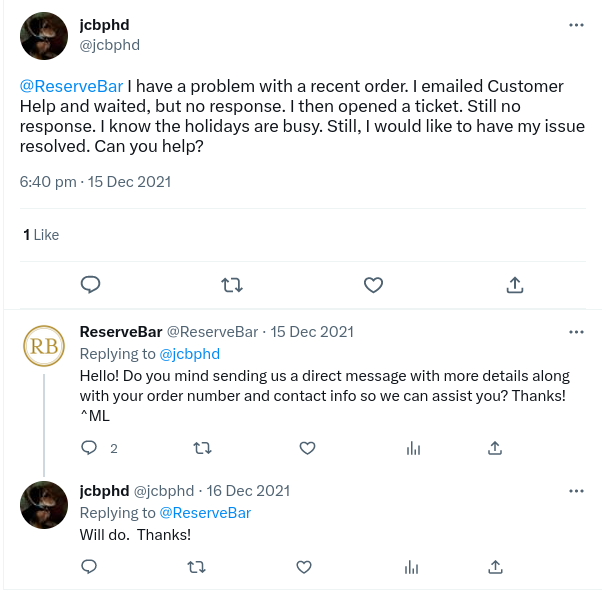 jcbphd
@jcbphd
@ReserveBar I have a problem with a recent order. I emailed Customer
Help and waited, but no response. I then opened a ticket. Still no
response. I know the holidays are busy. Still, I would like to have my issue
resolved. Can you help?
6:40 pm · 15 Dec 2021
1 Like
RB
ReserveBar @ReserveBar · 15 Dec 2021
Replying to @jcbphd
Hello! Do you mind sending us a direct message with more details along
with your order number and contact info so we can assist you? Thanks!
^ML
2
jcbphd @jcbphd · 16 Dec 2021
Replying to @ReserveBar
Will do.  Thanks!